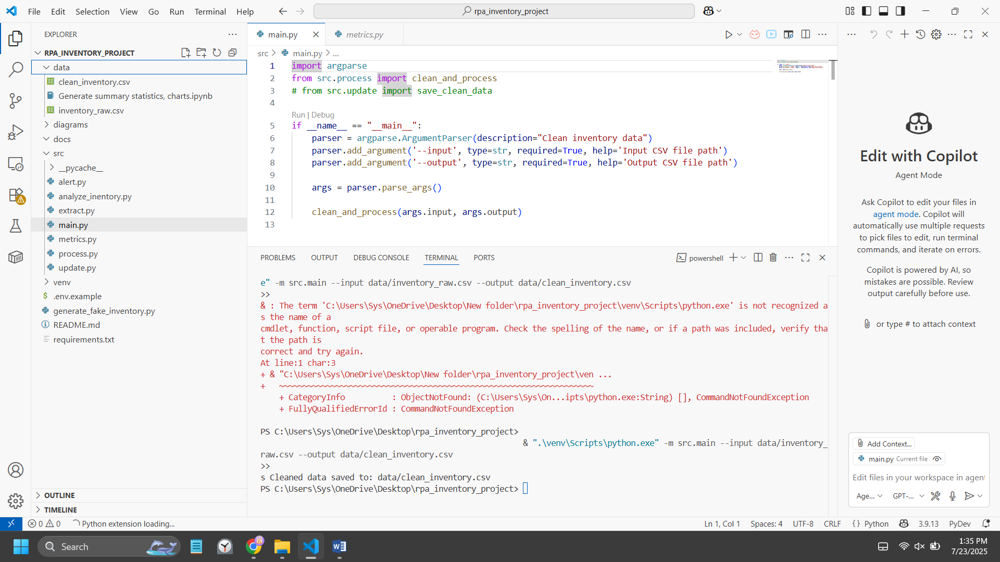 File Edit Selection View Go Run Terminal Help
rpa_inventory_project
EXPLORER
RPA_INVENTORY_PROJECT
data
clean_inventory.csv
Generate summary statistics, charts.ipynb
inventory_raw.csv
diagrams
docs
src
__pycache__
alert.py
analyze_inentory.py
extract.py
main.py
metrics.py
process.py
update.py
venv
.env.example
generate_fake_inventory.py
README.md
requirements.txt
OUTLINE
TIMELINE
main.py
metrics.py
src > main.py > ...
1 import argparse
2 from src.process import clean_and_process
3 # from src.update import save_clean_data
4
Run | Debug
5 if __name__ == "__main__":
6 parser = argparse.ArgumentParser(description="Clean inventory data")
7 parser.add_argument('--input', type=str, required=True, help='Input CSV file path')
8 parser.add_argument('--output', type=str, required=True, help='Output CSV file path')
9
10 args = parser.parse_args()
11
12 clean_and_process(args.input, args.output)
13
PROBLEMS OUTPUT DEBUG CONSOLE TERMINAL PORTS
powershell
e" -m src.main --input data/inventory_raw.csv --output data/clean_inventory.csv
>>
& : The term 'C:\Users\Sys\OneDrive\Desktop\New folder\rpa_inventory_project\venv\Scripts\python.exe' is not recognized a
s the name of a
cmdlet, function, script file, or operable program. Check the spelling of the name, or if a path was included, verify tha
t the path is
correct and try again.
At line:1 char:3
+ & "C:\Users\Sys\OneDrive\Desktop\New folder\rpa_inventory_project\ven ...
+ ~~~~~~~~~~~~~~~~~~~~~~~~~~~~~~~~~~~~~~~~~~~~~~~~~~~~~~~~~~~~~~~~~~~
+ CategoryInfo : ObjectNotFound: (C:\Users\Sys\On...ipts\python.exe:String) [], CommandNotFoundException
+ FullyQualifiedErrorId : CommandNotFoundException
PS C:\Users\Sys\OneDrive\Desktop\rpa_inventory_project>
& ".\venv\Scripts\python.exe" -m src.main --input data/inventory_
raw.csv --output data/clean_inventory.csv
>>
s Cleaned data saved to: data/clean_inventory.csv
PS C:\Users\Sys\OneDrive\Desktop\rpa_inventory_project>
Edit with Copilot
Agent Mode
Ask Copilot to edit your files in
agent mode. Copilot will
automatically use multiple requests
to pick files to edit, run terminal
commands, and iterate on errors.
Copilot is powered by AI, so
mistakes are possible. Review
output carefully before use.
or type # to attach context
Add Context...
main.py Current file
Edit files in your workspace in agent
Age... GPT-...
0 0 Python extension loading...
Ln 1, Col 1 Spaces: 4 UTF-8 CRLF {} Python 3.9.13 PyDev
Search
1:35 PM
7/23/2025